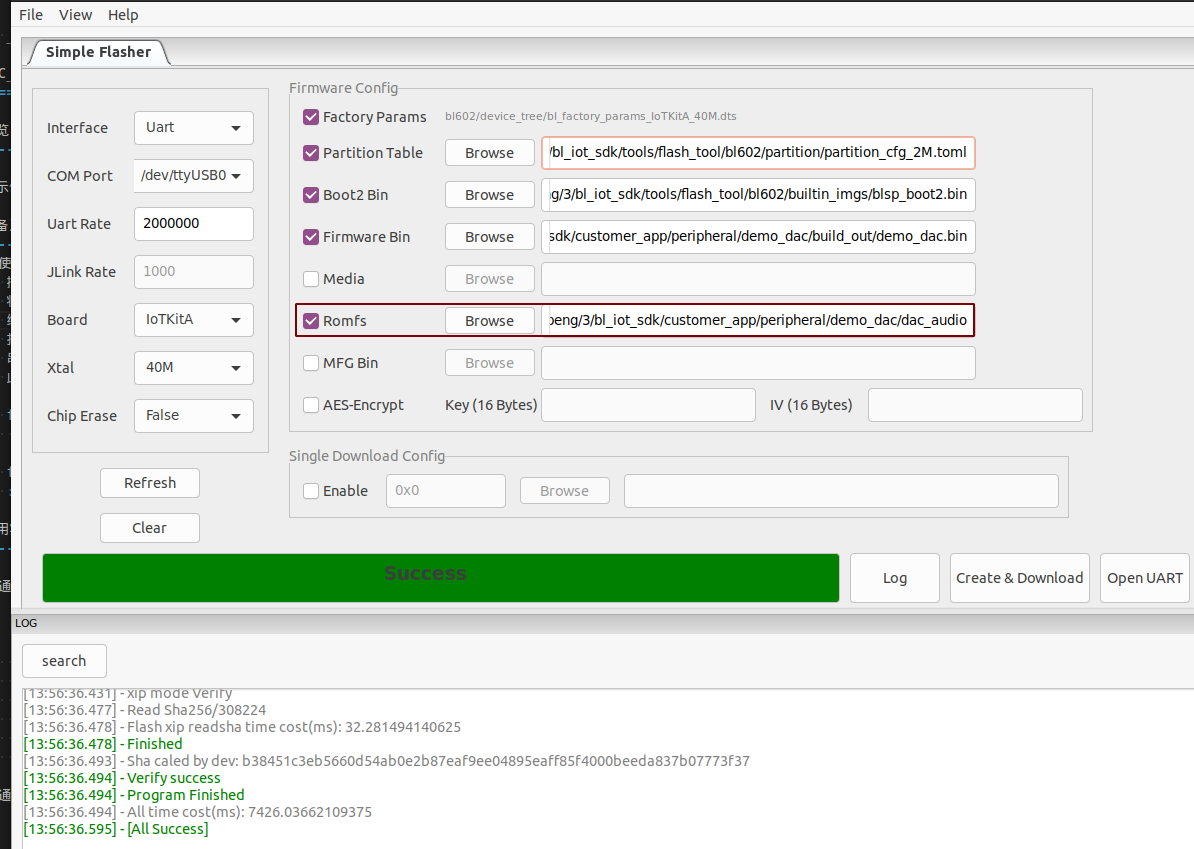 File View Help
Simple Flasher
Interface Uart
COM Port /dev/ttyUSB0
Uart Rate 2000000
JLink Rate 1000
Board IoTKitA
Xtal 40M
Chip Erase False
Refresh
Clear
Firmware Config
Factory Params bl602/device_tree/bl_factory_params_IoTKitA_40M.dts
Partition Table Browse /bl_iot_sdk/tools/flash_tool/bl602/partition/partition_cfg_2M.toml
Boot2 Bin Browse g/3/bl_iot_sdk/tools/flash_tool/bl602/builtin_imgs/blsp_boot2.bin
Firmware Bin Browse sdk/customer_app/peripheral/demo_dac/build_out/demo_dac.bin
Media Browse
Romfs Browse peng/3/bl_iot_sdk/customer_app/peripheral/demo_dac/dac_audio
MFG Bin Browse
AES-Encrypt Key (16 Bytes) IV (16 Bytes)
Single Download Config
Enable 0x0 Browse
Success Log Create & Download Open UART
LOG
search
[13:56:36.431] - xip mode Verify
[13:56:36.477] - Read Sha256/308224
[13:56:36.478] - Flash xip readsha time cost(ms): 32.281494140625
[13:56:36.478] - Finished
[13:56:36.493] - Sha caled by dev: b38451c3eb5660d54ab0e2b87eaf9ee04895eaff85f4000beeda837b07773f37
[13:56:36.494] - Verify success
[13:56:36.494] - Program Finished
[13:56:36.494] - All time cost(ms): 7426.03662109375
[13:56:36.595] - [All Success]